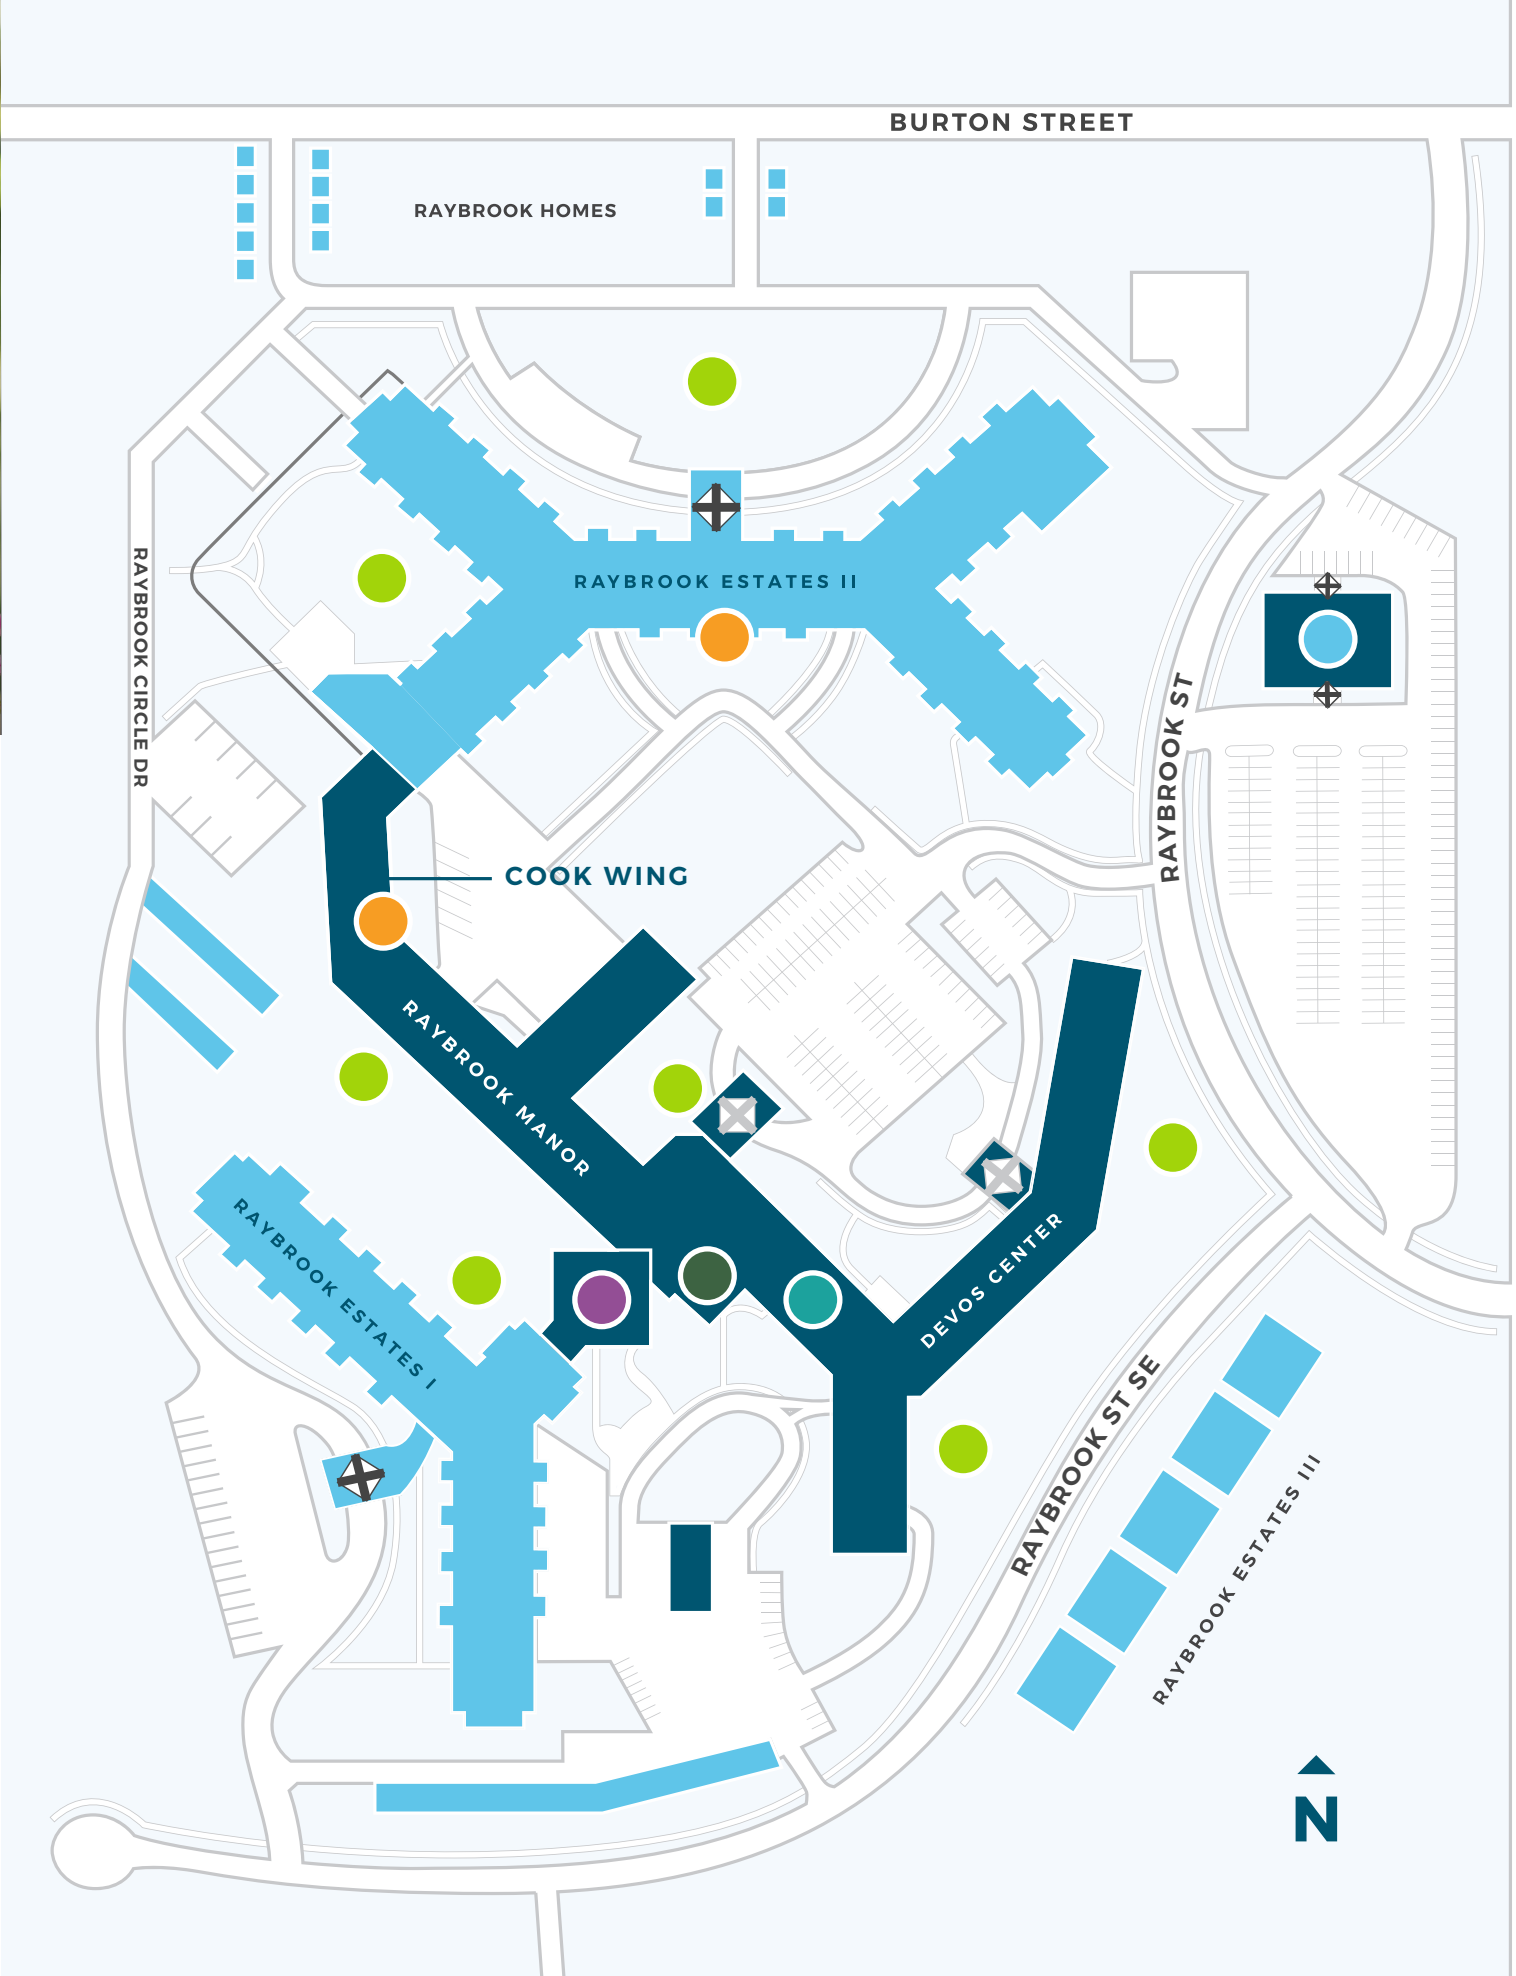 BURTON STREET
RAYBROOK HOMES
RAYBROOK ESTATES II
RAYBROOK CIRCLE DR
RAYBROOK ST
COOK WING
RAYBROOK MANOR
RAYBROOK ESTATES I
DEVOS CENTER
RAYBROOK ST SE
RAYBROOK ESTATES III
N